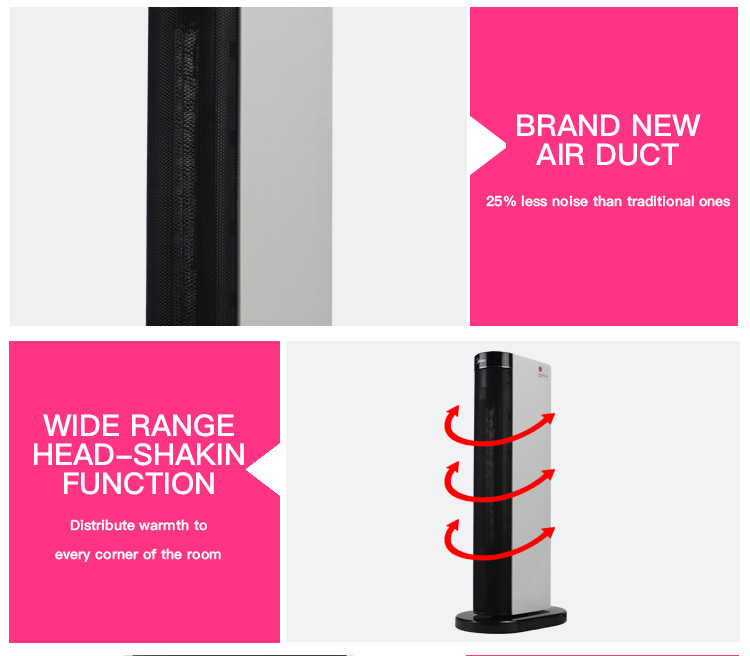 BRAND NEW
AIR DUCT
25% less noise than traditional ones
WIDE RANGE
HEAD-SHAKIN
FUNCTION
Distribute warmth to
every corner of the room